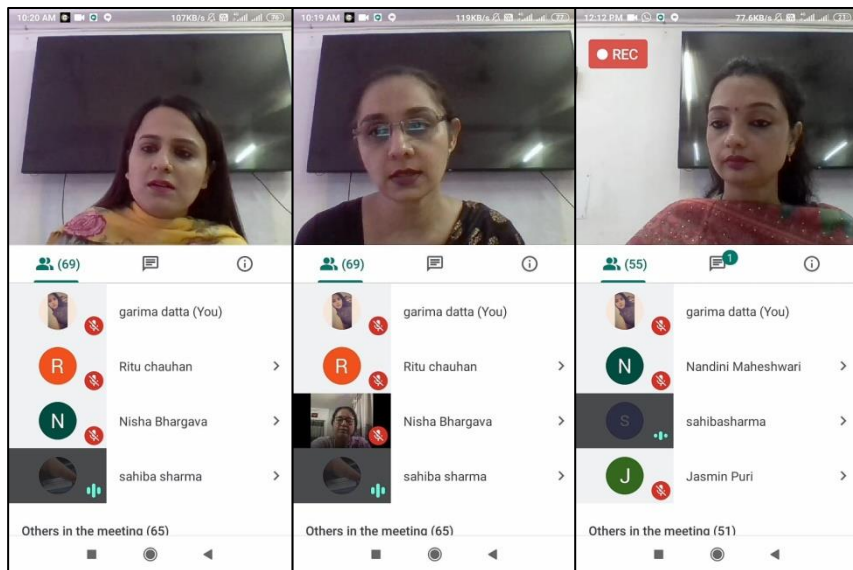 10:20 AM 107KB/s 76
(69)
garima datta (You)
R Ritu chauhan
N Nisha Bhargava
sahiba sharma
Others in the meeting (65)
10:19 AM 119KB/s 77
(69)
garima datta (You)
R Ritu chauhan
Nisha Bhargava
sahiba sharma
Others in the meeting (65)
12:12 PM 77.6KB/s
REC
(55) 1
garima datta (You)
N Nandini Maheshwari
S sahibasharma
J Jasmin Puri
Others in the meeting (51)